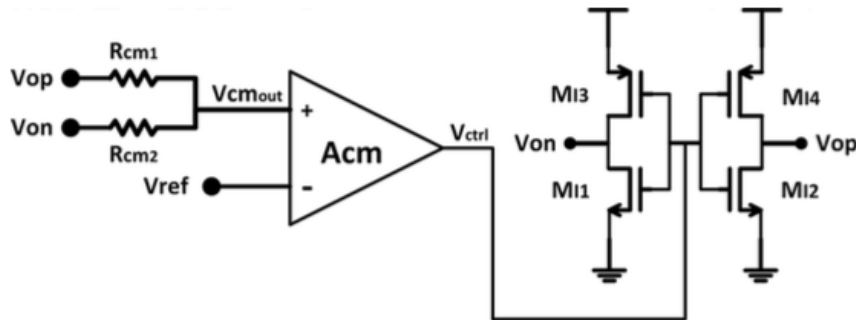 Rcm1
Vop
Vcmout
Von
Rcm2
Vref
+
Acm
-
Vctrl
MI3
MI4
Von
Vop
MI1
MI2